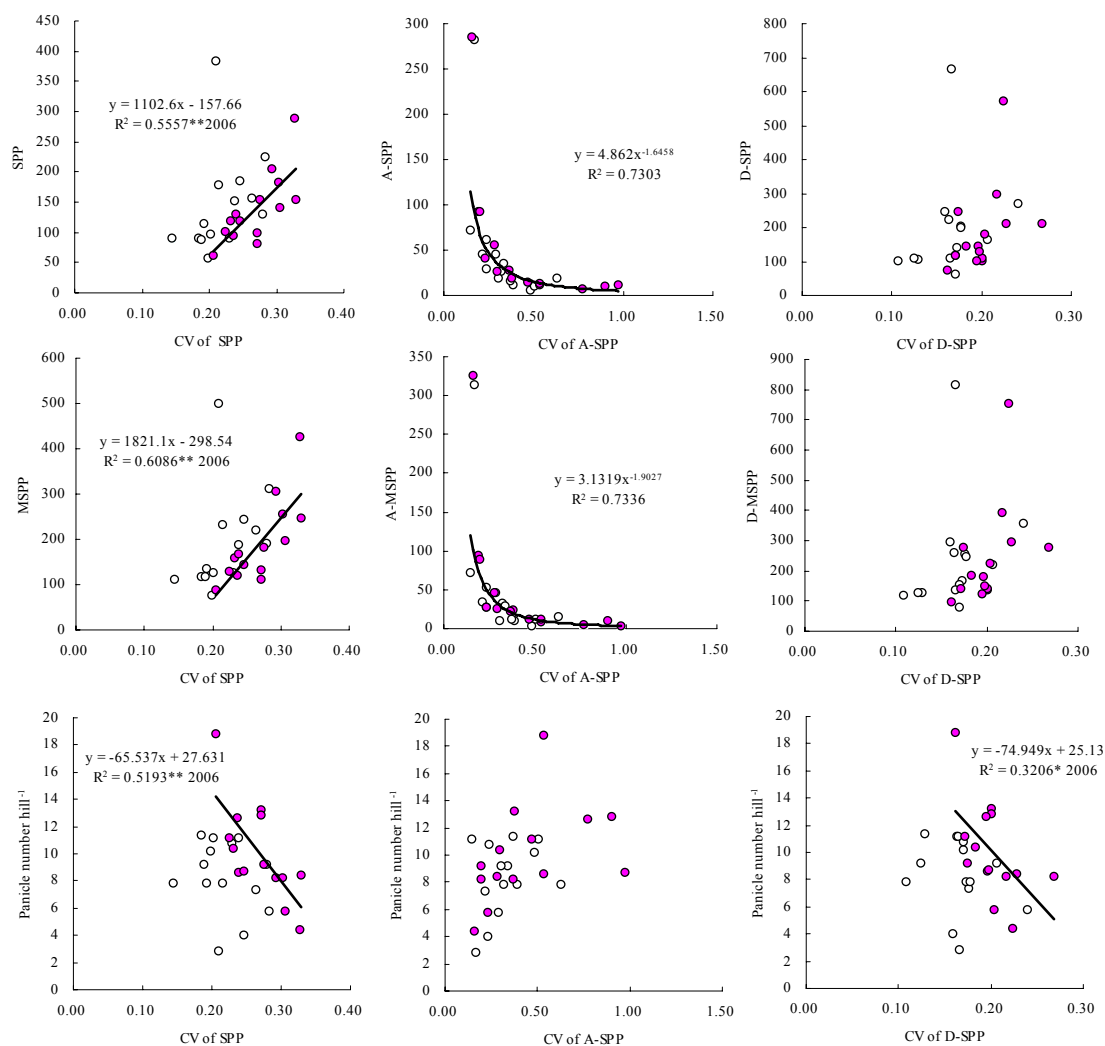 450
400
350
300
250
200
150
100
50
0
SPP
y = 1102.6x - 157.66
R² = 0.5557**2006
0.00 0.10 0.20 0.30 0.40
CV of SPP
300
250
200
150
100
50
0
A-SPP
y = 4.862x^-1.6458
R² = 0.7303
0.00 0.50 1.00 1.50
CV of A-SPP
800
700
600
500
400
300
200
100
0
D-SPP
0.00 0.10 0.20 0.30
CV of D-SPP
600
500
400
300
200
100
0
MSPP
y = 1821.1x - 298.54
R² = 0.6086** 2006
0.00 0.10 0.20 0.30 0.40
CV of SPP
350
300
250
200
150
100
50
0
A-MSPP
y = 3.1319x^-1.9027
R² = 0.7336
0.00 0.50 1.00 1.50
CV of A-SPP
900
800
700
600
500
400
300
200
100
0
D-MSPP
0.00 0.10 0.20 0.30
CV of D-SPP
20
18
16
14
12
10
8
6
4
2
0
Panicle number hill⁻¹
y = -65.537x + 27.631
R² = 0.5193** 2006
0.00 0.10 0.20 0.30 0.40
CV of SPP
20
18
16
14
12
10
8
6
4
2
0
Panicle number hill⁻¹
0.00 0.50 1.00 1.50
CV of A-SPP
20
18
16
14
12
10
8
6
4
2
0
Panicle number hill⁻¹
y = -74.949x + 25.13
R² = 0.3206* 2006
0.00 0.10 0.20 0.30
CV of D-SPP